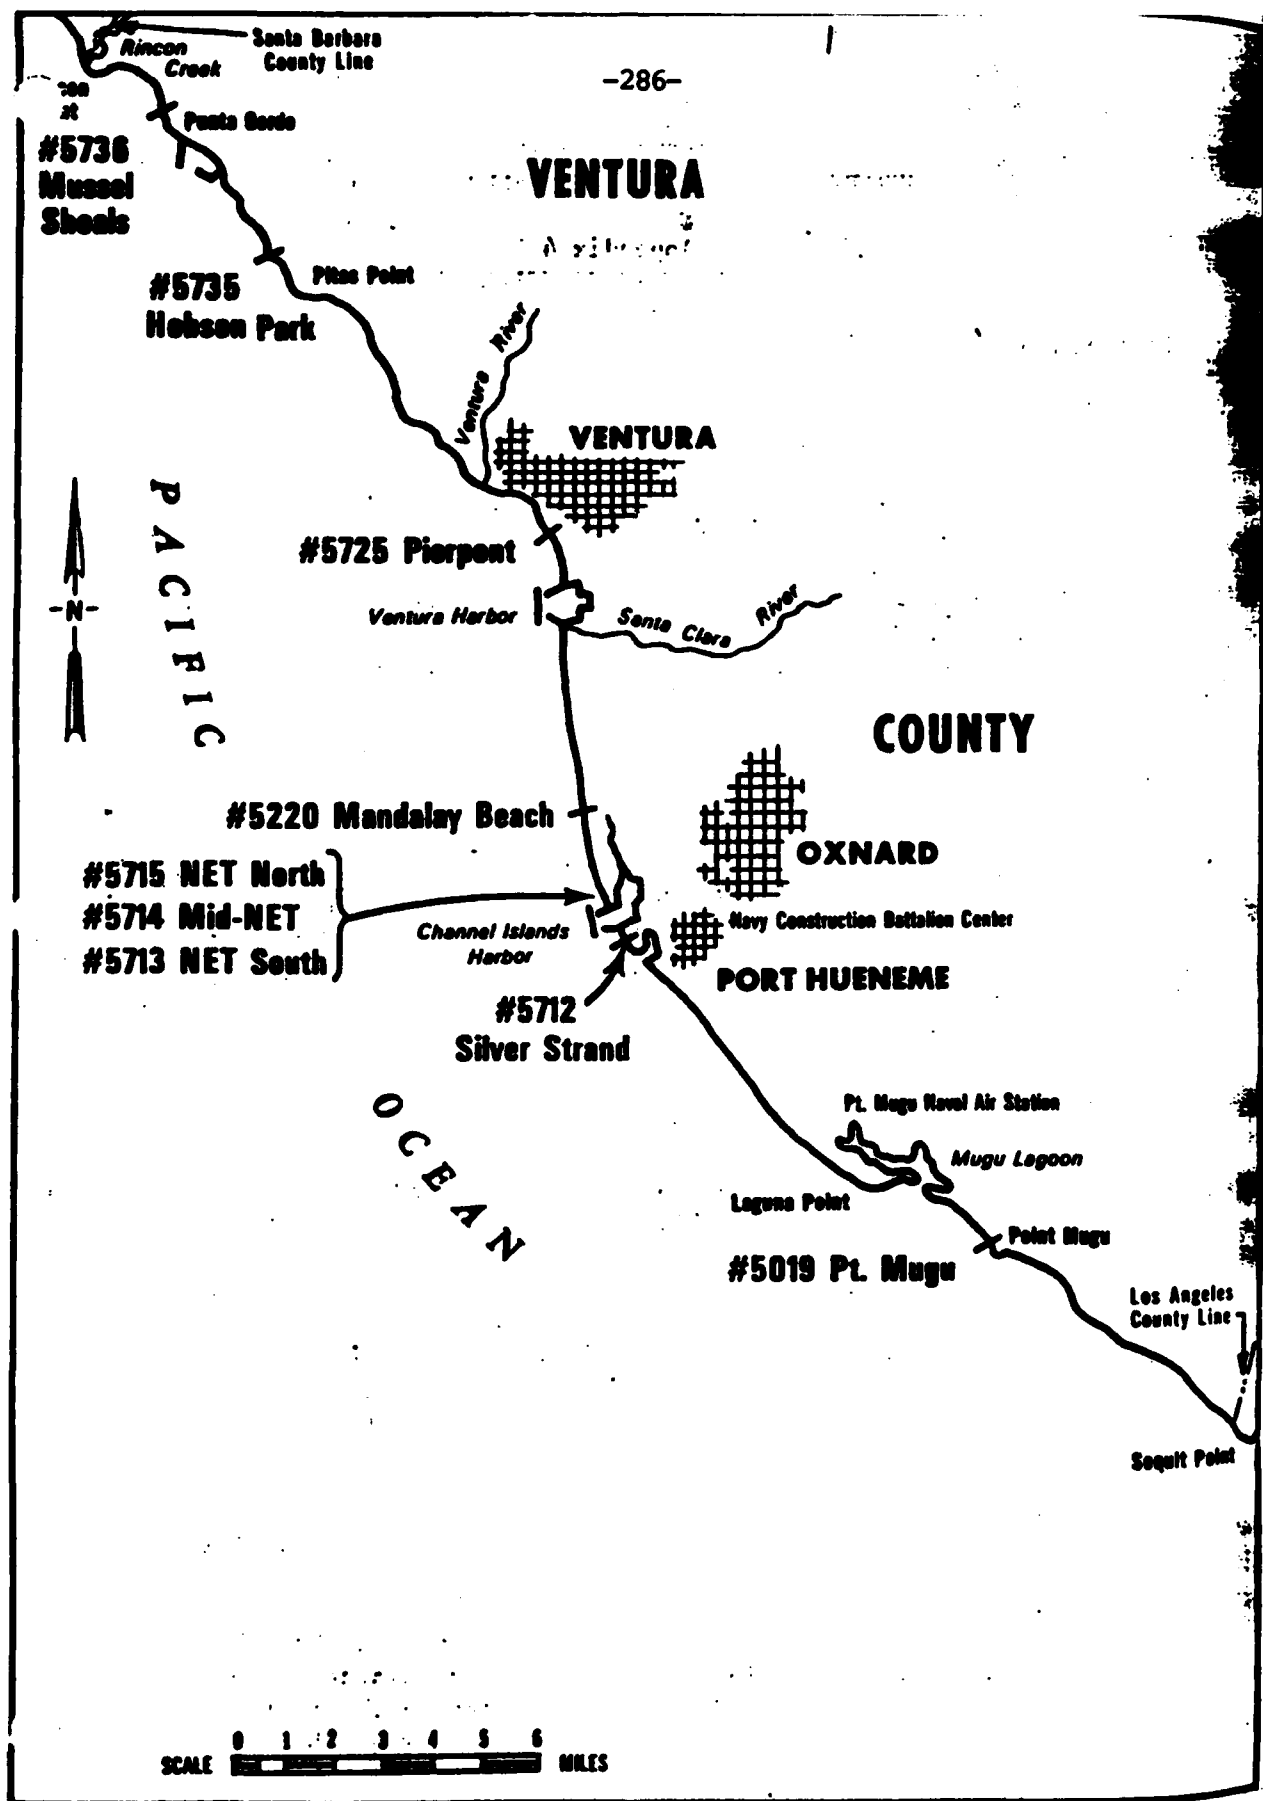 Santa Barbara
County Line
Rincon
Creek
-286-
Punta Gorda
#5736
Mussel
Shoals
VENTURA
#5735
Hobson Park
Pitas Point
Ventura River
VENTURA
PACIFIC
#5725 Pierpont
-N-
Ventura Harbor
Santa Clara River
COUNTY
#5220 Mandalay Beach
OXNARD
#5715 NET North
#5714 Mid-NET
#5713 NET South
Channel Islands
Harbor
Navy Construction Battalion Center
PORT HUENEME
#5712
Silver Strand
OCEAN
Pt. Mugu Naval Air Station
Mugu Lagoon
Laguna Point
Point Mugu
#5019 Pt. Mugu
Los Angeles
County Line
Sequit Point
0 1 2 3 4 5 6
SCALE MILES